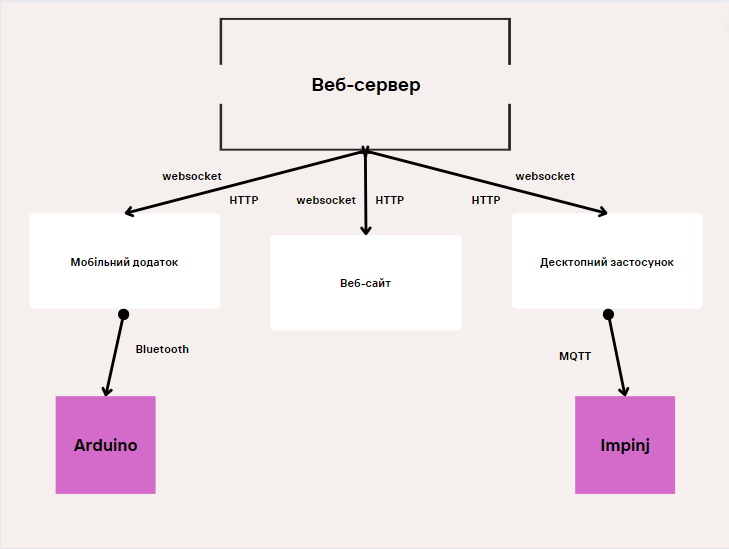 Веб-сервер
websocket
HTTP
websocket
HTTP
HTTP
websocket
Мобільний додаток
Веб-сайт
Десктопний застосунок
Bluetooth
MQTT
Arduino
Impinj